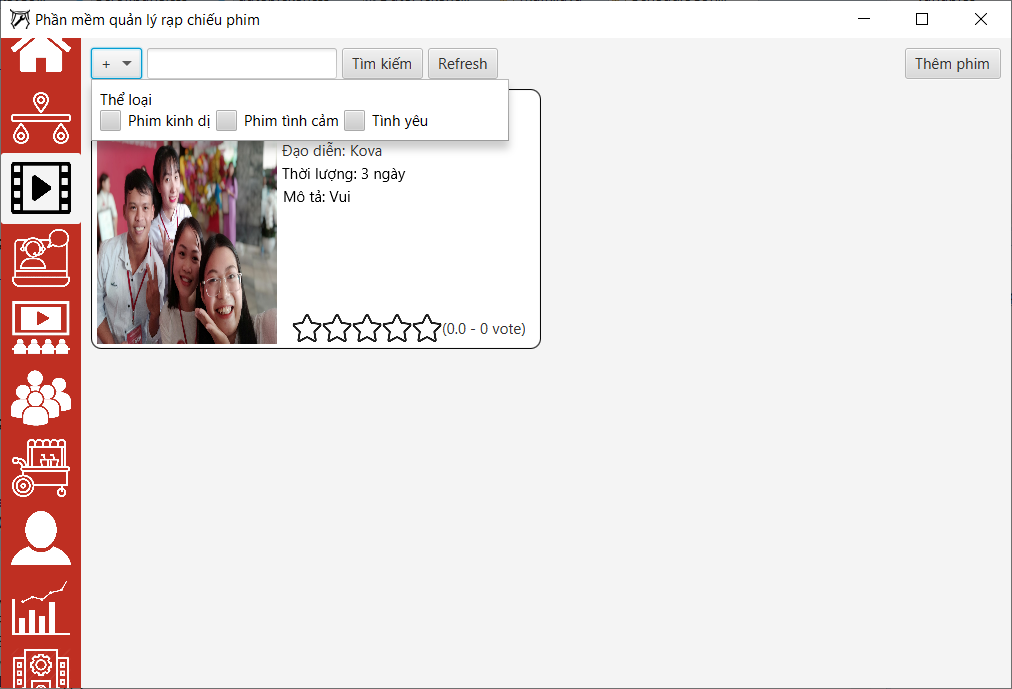 Phần mềm quản lý rạp chiếu phim
+ Tìm kiếm Refresh Thêm phim
Thể loại
Phim kinh dị Phim tình cảm Tình yêu
Đạo diễn: Kova
Thời lượng: 3 ngày
Mô tả: Vui
(0.0 - 0 vote)